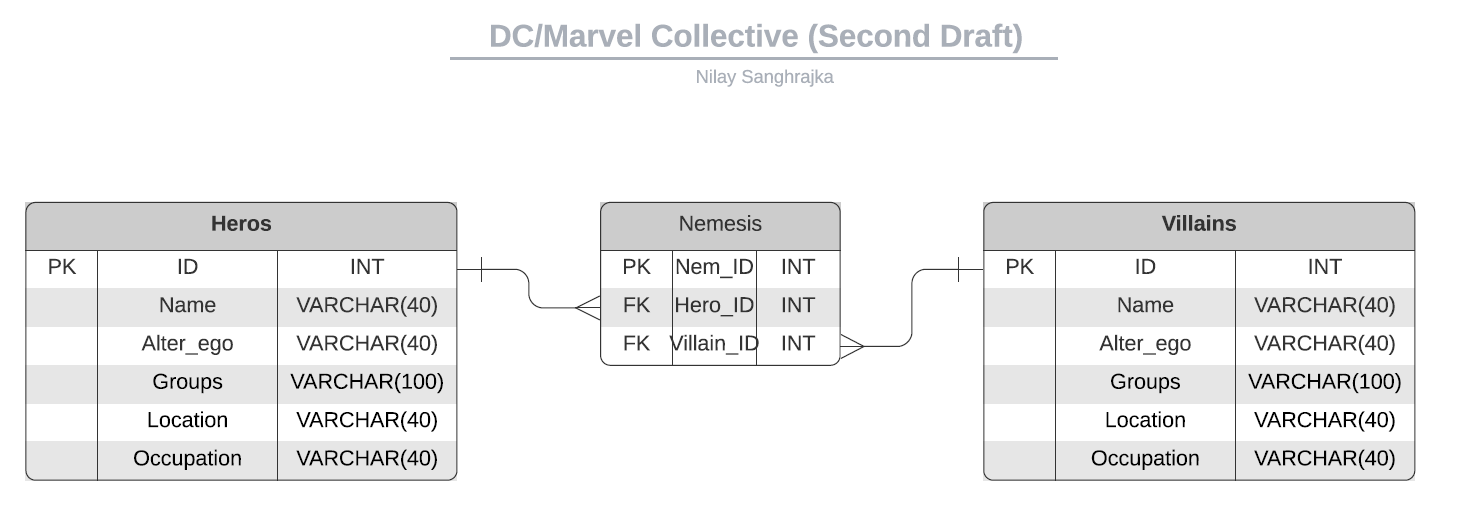 DC/Marvel Collective (Second Draft)
Nilay Sanghrajka
Heros
PK ID INT
Name VARCHAR(40)
Alter_ego VARCHAR(40)
Groups VARCHAR(100)
Location VARCHAR(40)
Occupation VARCHAR(40)
Nemesis
PK Nem_ID INT
FK Hero_ID INT
FK Villain_ID INT
Villains
PK ID INT
Name VARCHAR(40)
Alter_ego VARCHAR(40)
Groups VARCHAR(100)
Location VARCHAR(40)
Occupation VARCHAR(40)